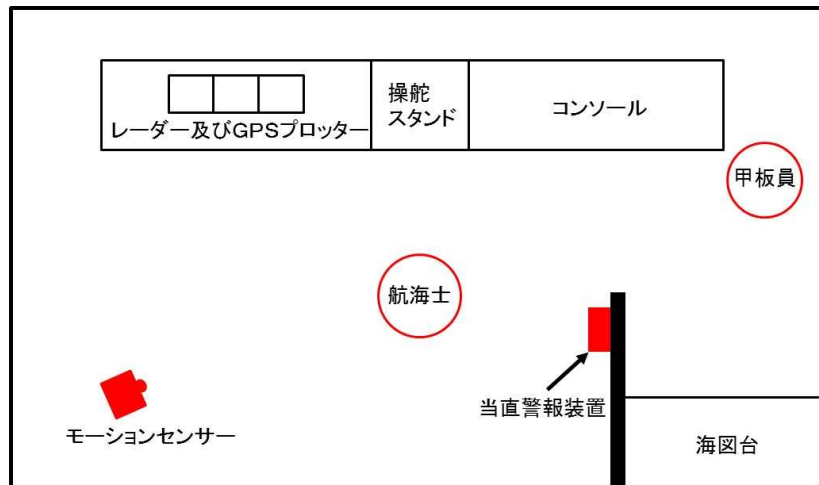 操舵
スタンド
コンソール
レーダー及びGPSプロッター
甲板員
航海士
当直警報装置
モーションセンサー
海図台